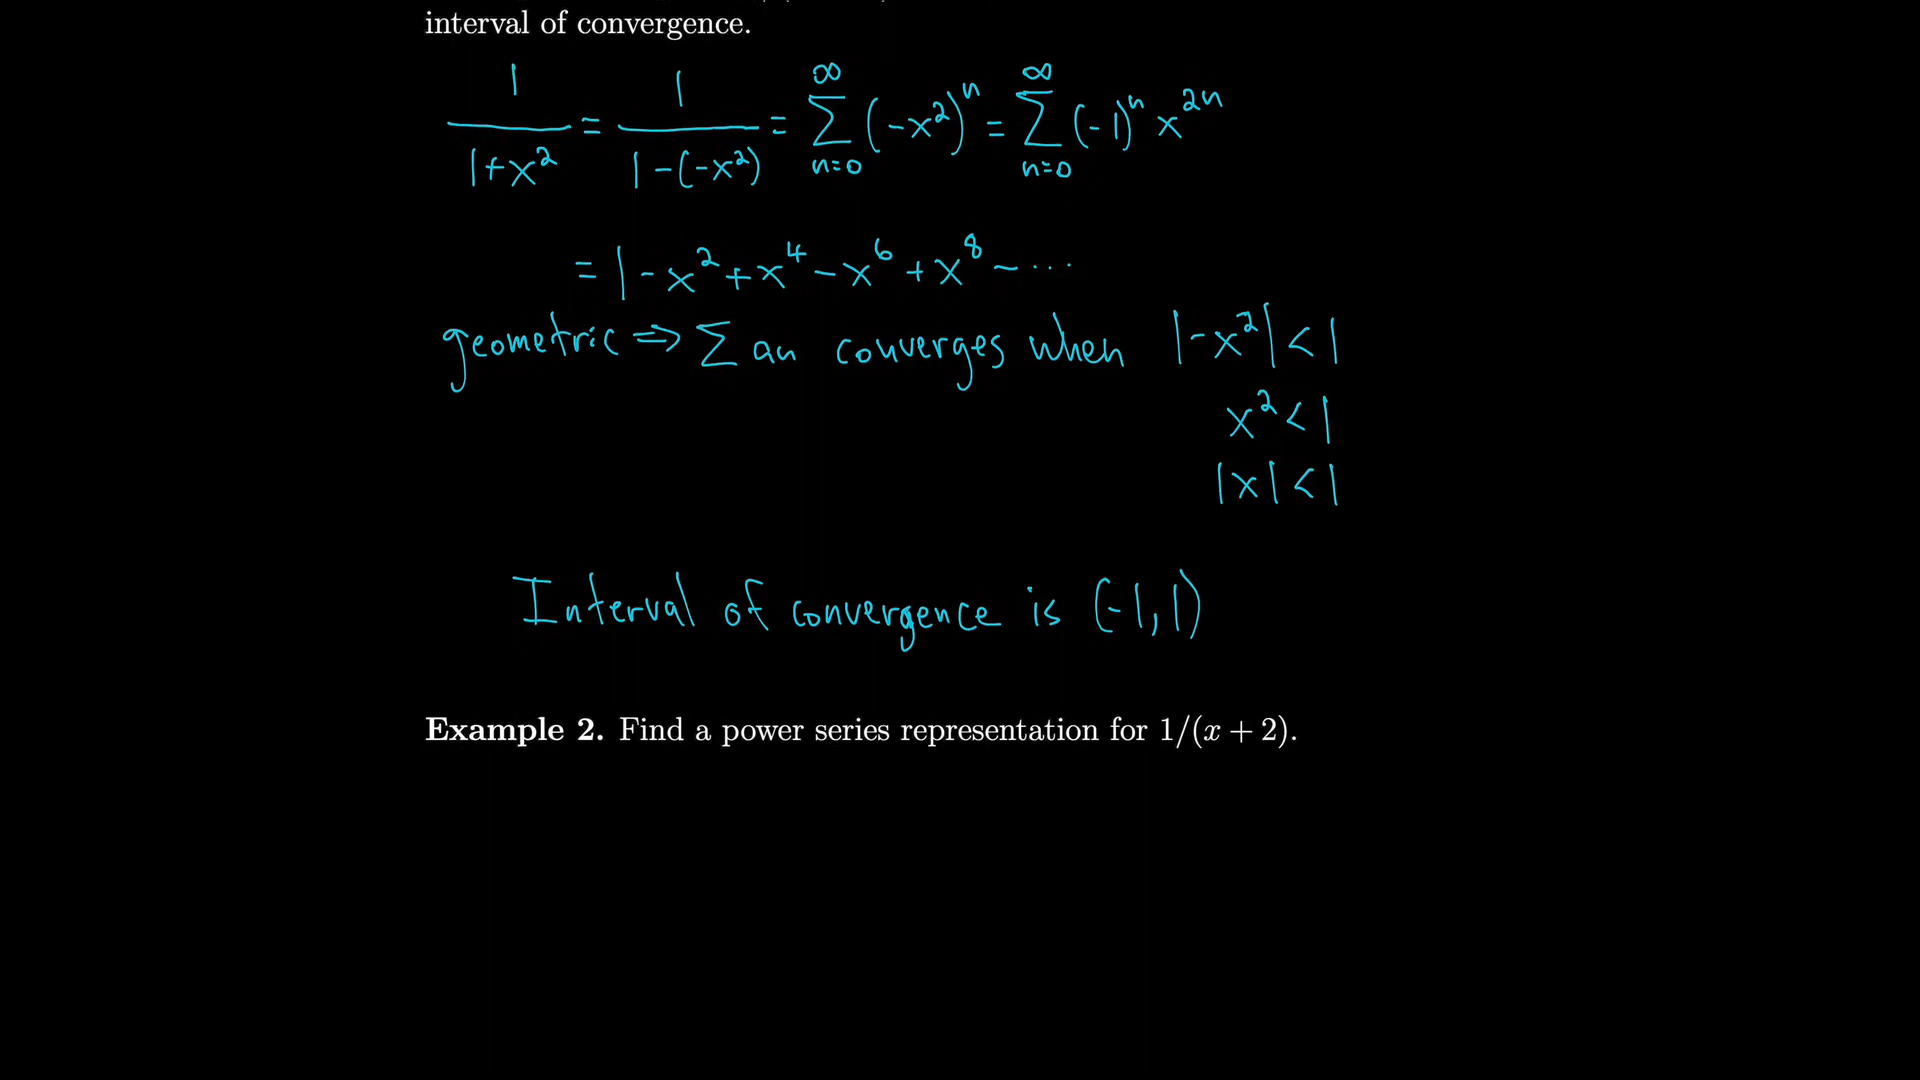 interval of convergence.
1/(1+x²) = 1/(1-(-x²)) = ∞∑n=0 (-x²)ⁿ = ∞∑n=0 (-1)ⁿ x²ⁿ
= 1-x²+x⁴-x⁶+x⁸-...
geometric ⇒ ∑ an converges when |-x²|<1
x²<1
|x|<1
Interval of convergence is (-1,1)
Example 2. Find a power series representation for 1/(x + 2).